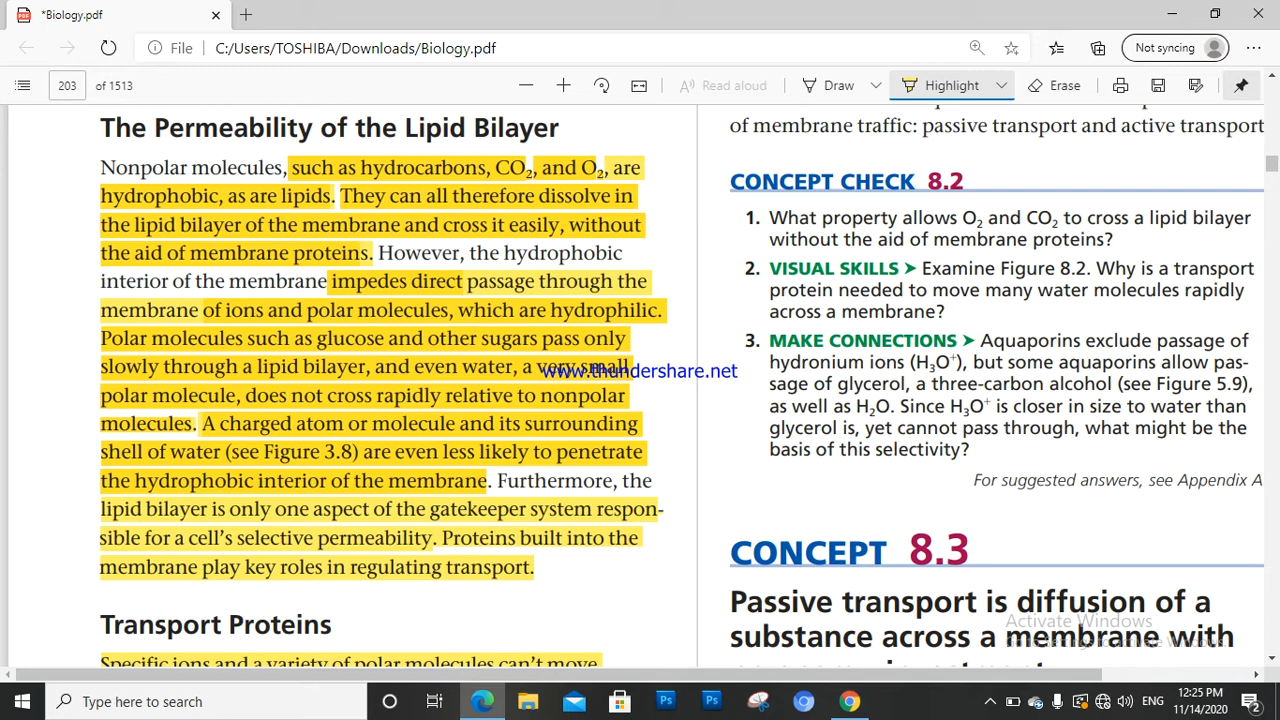 *Biology.pdf
File
C:/Users/TOSHIBA/Downloads/Biology.pdf
Not syncing
203
of 1513
Read aloud
Draw
Highlight
Erase
The Permeability of the Lipid Bilayer
Nonpolar molecules, such as hydrocarbons, CO2, and O2, are
hydrophobic, as are lipids. They can all therefore dissolve in
the lipid bilayer of the membrane and cross it easily, without
the aid of membrane proteins. However, the hydrophobic
interior of the membrane impedes direct passage through the
membrane of ions and polar molecules, which are hydrophilic.
Polar molecules such as glucose and other sugars pass only
slowly through a lipid bilayer, and even water, a very small
polar molecule, does not cross rapidly relative to nonpolar
molecules. A charged atom or molecule and its surrounding
shell of water (see Figure 3.8) are even less likely to penetrate
the hydrophobic interior of the membrane. Furthermore, the
lipid bilayer is only one aspect of the gatekeeper system respon-
sible for a cell's selective permeability. Proteins built into the
membrane play key roles in regulating transport.
Transport Proteins
Specific ions and a variety of polar molecules can't move
www.thundershare.net
of membrane traffic: passive transport and active transport
CONCEPT CHECK 8.2
1. What property allows O2 and CO2 to cross a lipid bilayer
without the aid of membrane proteins?
2. VISUAL SKILLS ➤ Examine Figure 8.2. Why is a transport
protein needed to move many water molecules rapidly
across a membrane?
3. MAKE CONNECTIONS ➤ Aquaporins exclude passage of
hydronium ions (H3O+), but some aquaporins allow pas-
sage of glycerol, a three-carbon alcohol (see Figure 5.9),
as well as H2O. Since H3O+ is closer in size to water than
glycerol is, yet cannot pass through, what might be the
basis of this selectivity?
For suggested answers, see Appendix A
CONCEPT 8.3
Passive transport is diffusion of a
substance across a membrane with
Activate Windows
Type here to search
ENG
12:25 PM
11/14/2020
2